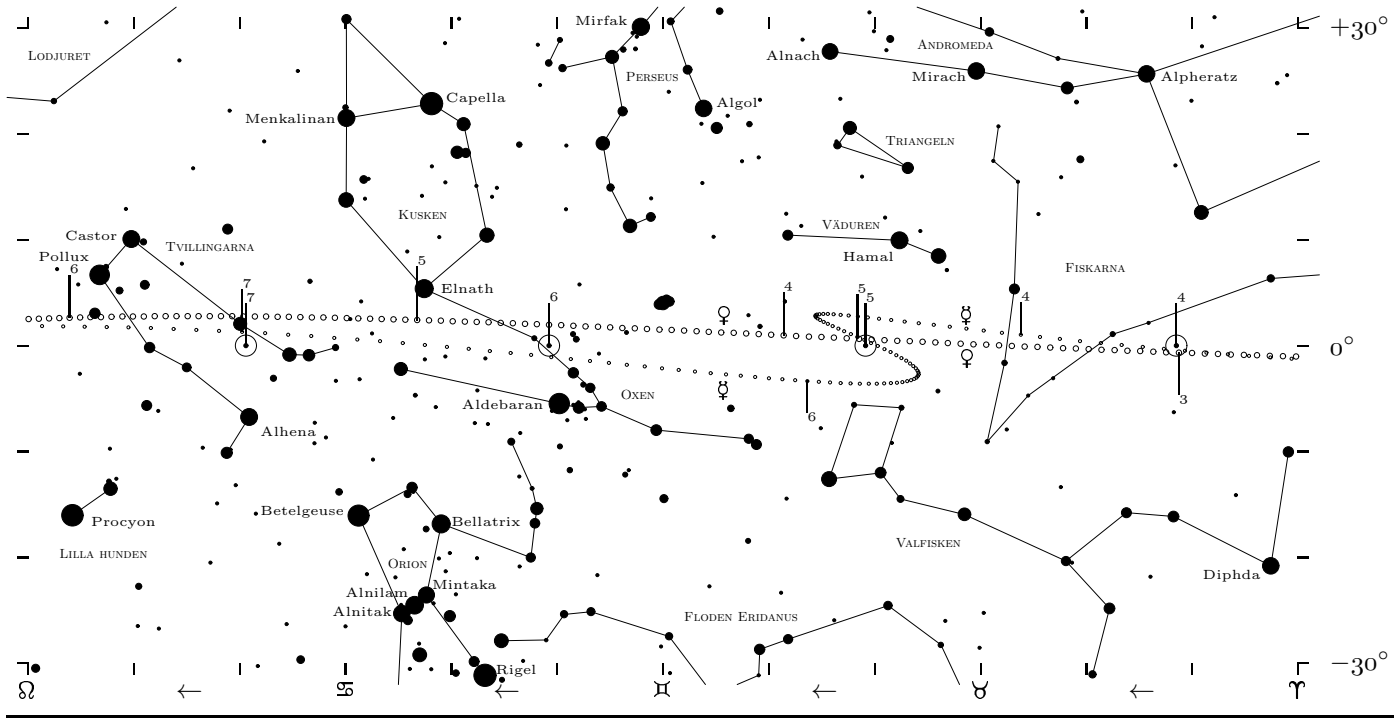 Mirfak +30°
Lodjuret Andromeda
Alnach
Perseus Mirach Alpheratz
Capella Algol
Menkalinan
Triangeln
Kusken Väduren
Castor Tvillingarna
Pollux Hamal Fiskarna
6 5
7 Elnath 4 5 4 4
7 6 ♀ 5 ☿
0°
♀
Oxen ☿ 3
Aldebaran 6
Alhena
Betelgeuse
Procyon Bellatrix
Lilla hunden Valfisken
Orion Diphda
Mintaka
Alnilam
Alnitak Floden Eridanus
Rigel −30°
♌ ← ♋ ← ♊ ← ♉ ← ♈